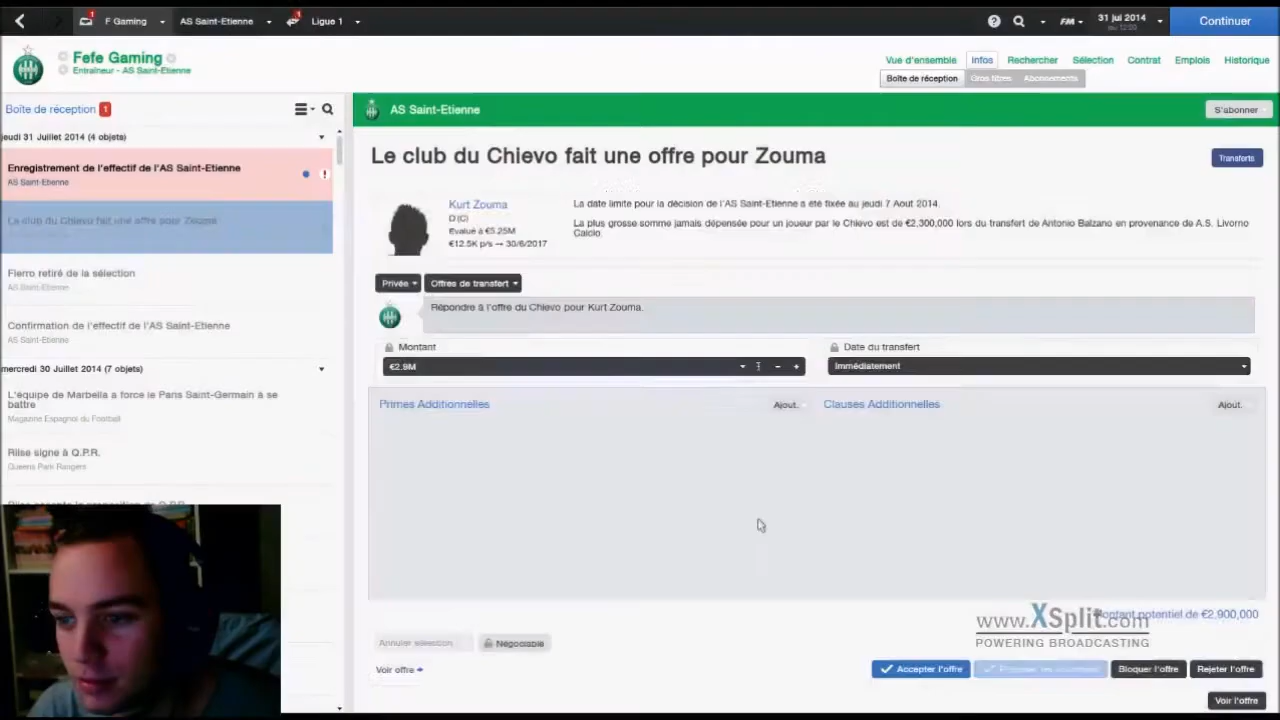 F Gaming
AS Saint-Etienne
Ligue 1
FM
31 jul 2014
Continuer
Fefe Gaming
Entraîneur - AS Saint-Etienne
Vue d'ensemble
Infos
Rechercher
Sélection
Contrat
Emplois
Historique
Boîte de réception
Gros titres
Abonnements
Boîte de réception 1
AS Saint-Etienne
S'abonner
jeudi 31 Juillet 2014 (4 objets)
Enregistrement de l'effectif de l'AS Saint-Etienne
AS Saint-Etienne
Le club du Chievo fait une offre pour Zouma
Fierro retiré de la sélection
AS Saint-Etienne
Confirmation de l'effectif de l'AS Saint-Etienne
AS Saint-Etienne
mercredi 30 Juillet 2014 (7 objets)
L'équipe de Marbella a force le Paris Saint-Germain à se
battre
Magazine Espagnol du Football
Riise signe à Q.P.R.
Queens Park Rangers
Le club du Chievo fait une offre pour Zouma
Transferts
Kurt Zouma
D (C)
Evalué à €5.25M
€12.5K p/s → 30/6/2017
La date limite pour la décision de l'AS Saint-Etienne a été fixée au jeudi 7 Aout 2014.
La plus grosse somme jamais dépensée pour un joueur par le Chievo est de €2,300,000 lors du transfert de Antonio Balzano en provenance de A.S. Livorno
Calcio.
Privée
Offres de transfert
Répondre à l'offre du Chievo pour Kurt Zouma.
Montant
Date du transfert
€2.9M
Immédiatement
Primes Additionnelles
Ajout.
Clauses Additionnelles
Ajout.
Montant potentiel de €2,900,000
www.XSplit.com
POWERING BROADCASTING
Annuler sélection
Négociable
Voir offre
Accepter l'offre
Bloquer l'offre
Rejeter l'offre
Voir l'offre